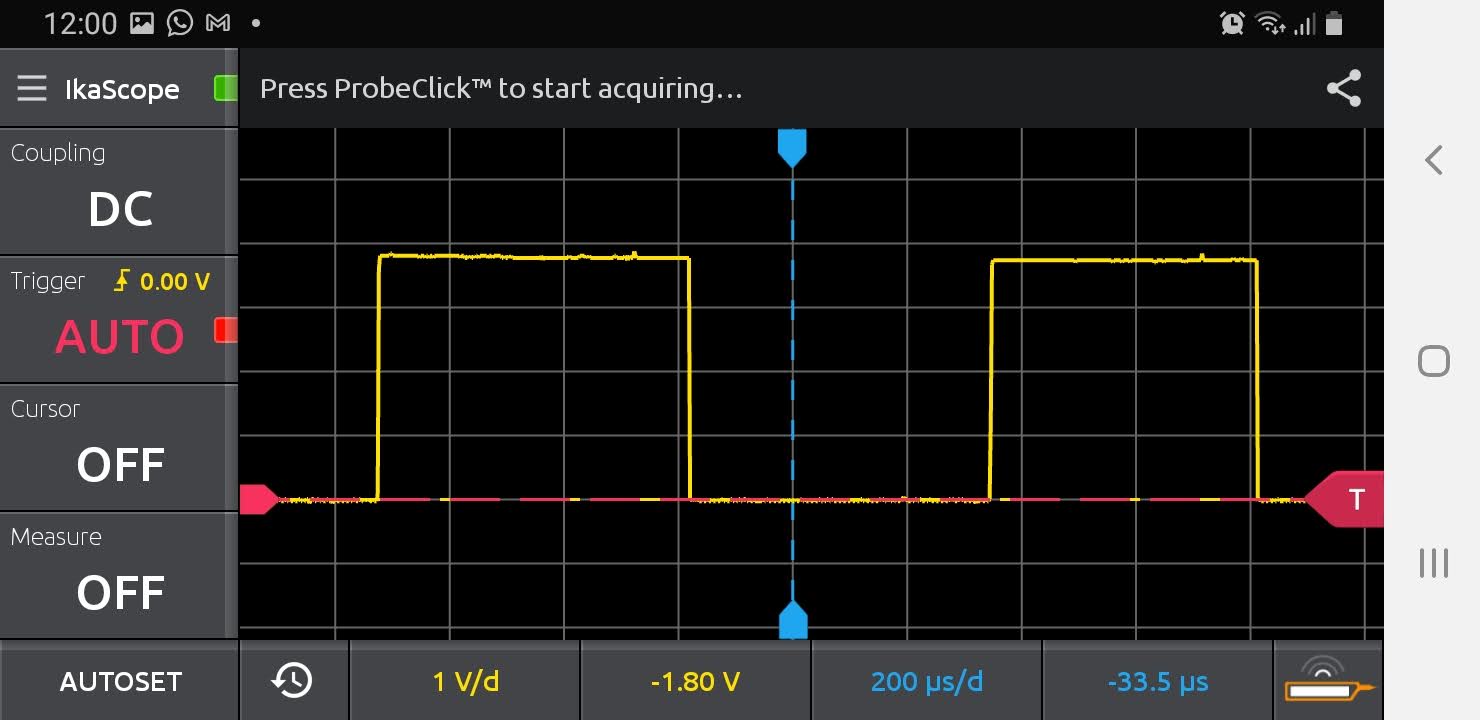 12:00
IkaScope
Press ProbeClick™ to start acquiring...
Coupling
DC
Trigger 0.00 V
AUTO
Cursor
OFF
Measure
OFF
T
AUTOSET
1 V/d
-1.80 V
200 µs/d
-33.5 µs